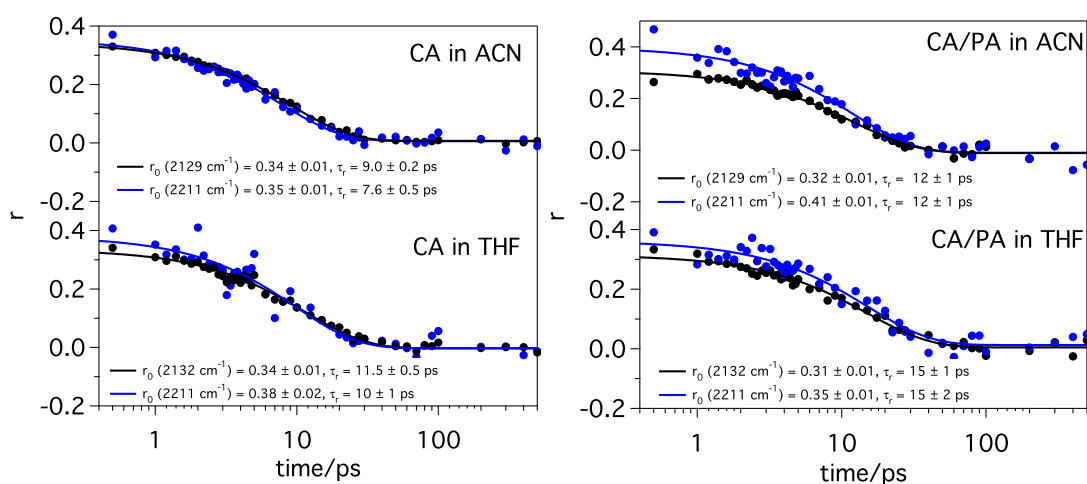 0.4
0.2
0.0
-0.2
0.4
0.2
0.0
-0.2
r
CA in ACN
r₀ (2129 cm⁻¹) = 0.34 ± 0.01, τᵣ = 9.0 ± 0.2 ps
r₀ (2211 cm⁻¹) = 0.35 ± 0.01, τᵣ = 7.6 ± 0.5 ps
CA in THF
r₀ (2132 cm⁻¹) = 0.34 ± 0.01, τᵣ = 11.5 ± 0.5 ps
r₀ (2211 cm⁻¹) = 0.38 ± 0.02, τᵣ = 10 ± 1 ps
1 10 100
time/ps
0.4
0.2
0.0
-0.2
0.4
0.2
0.0
-0.2
r
CA/PA in ACN
r₀ (2129 cm⁻¹) = 0.32 ± 0.01, τᵣ = 12 ± 1 ps
r₀ (2211 cm⁻¹) = 0.41 ± 0.01, τᵣ = 12 ± 1 ps
CA/PA in THF
r₀ (2132 cm⁻¹) = 0.31 ± 0.01, τᵣ = 15 ± 1 ps
r₀ (2211 cm⁻¹) = 0.35 ± 0.01, τᵣ = 15 ± 2 ps
1 10 100
time/ps